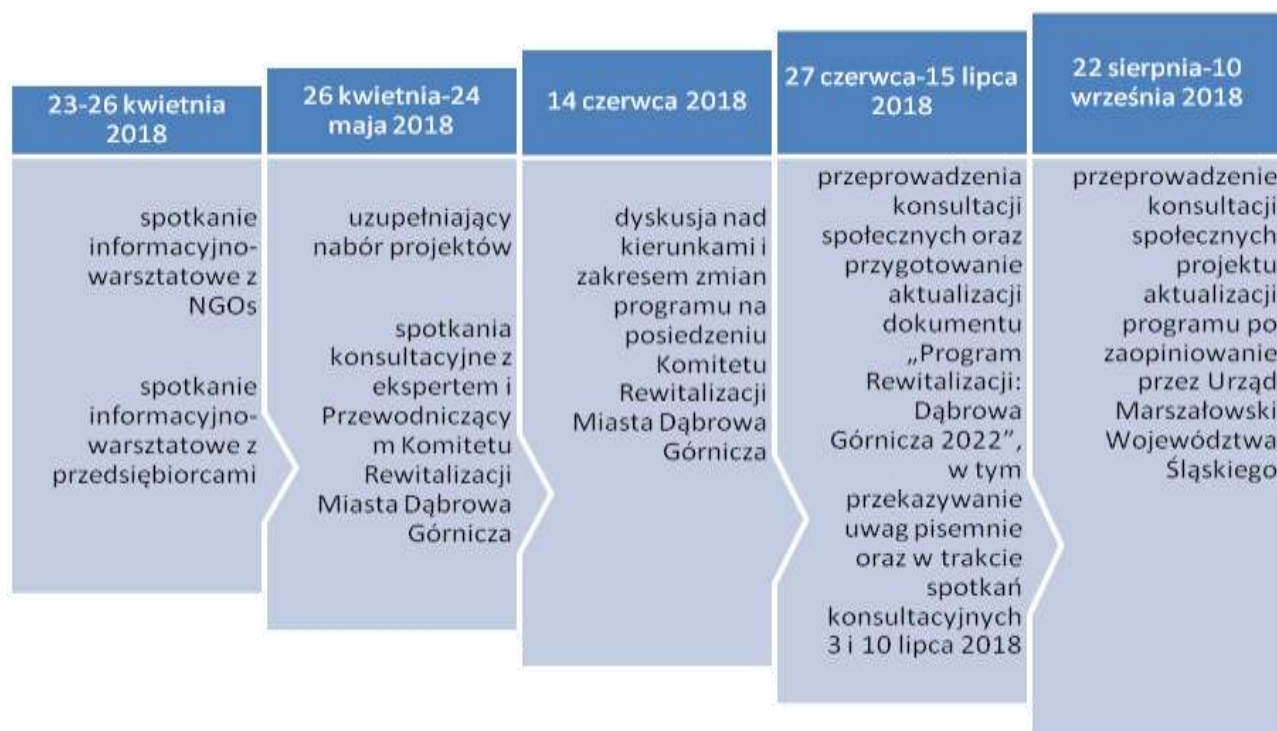 23-26 kwietnia
2018
spotkanie
informacyjno-
warsztatowe z
NGOs
spotkanie
informacyjno-
warsztatowe z
przedsiębiorcami
26 kwietnia-24
maja 2018
uzupełniający
nabór projektów
spotkania
konsultacyjne z
ekspertem i
Przewodniczący
m Komitetu
Rewitalizacji
Miasta Dąbrowa
Górnicza
14 czerwca 2018
dyskusja nad
kierunkami i
zakresem zmian
programu na
posiedzeniu
Komitetu
Rewitalizacji
Miasta Dąbrowa
Górnicza
27 czerwca-15 lipca
2018
przeprowadzenia
konsultacji
społecznych oraz
przygotowanie
aktualizacji
dokumentu
„Program
Rewitalizacji:
Dąbrowa
Górnicza 2022”,
w tym
przekazywanie
uwag pisemnie
oraz w trakcie
spotkań
konsultacyjnych
3 i 10 lipca 2018
22 sierpnia-10
września 2018
przeprowadzenie
konsultacji
społecznych
projektu
aktualizacji
programu po
zaopiniowanie
przez Urząd
Marszałowski
Województwa
Śląskiego